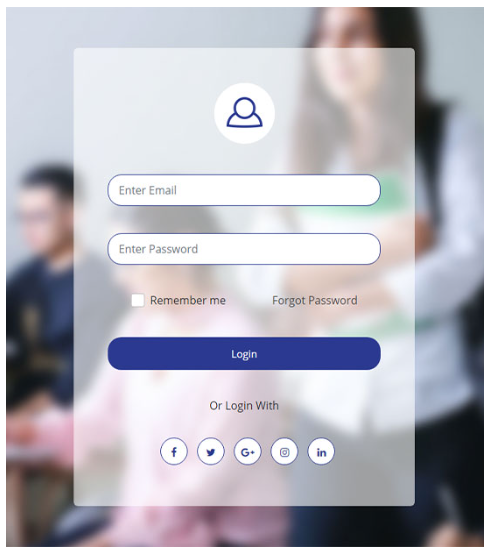 Enter Email
Enter Password
Remember me Forgot Password
Login
Or Login With
f G+ in